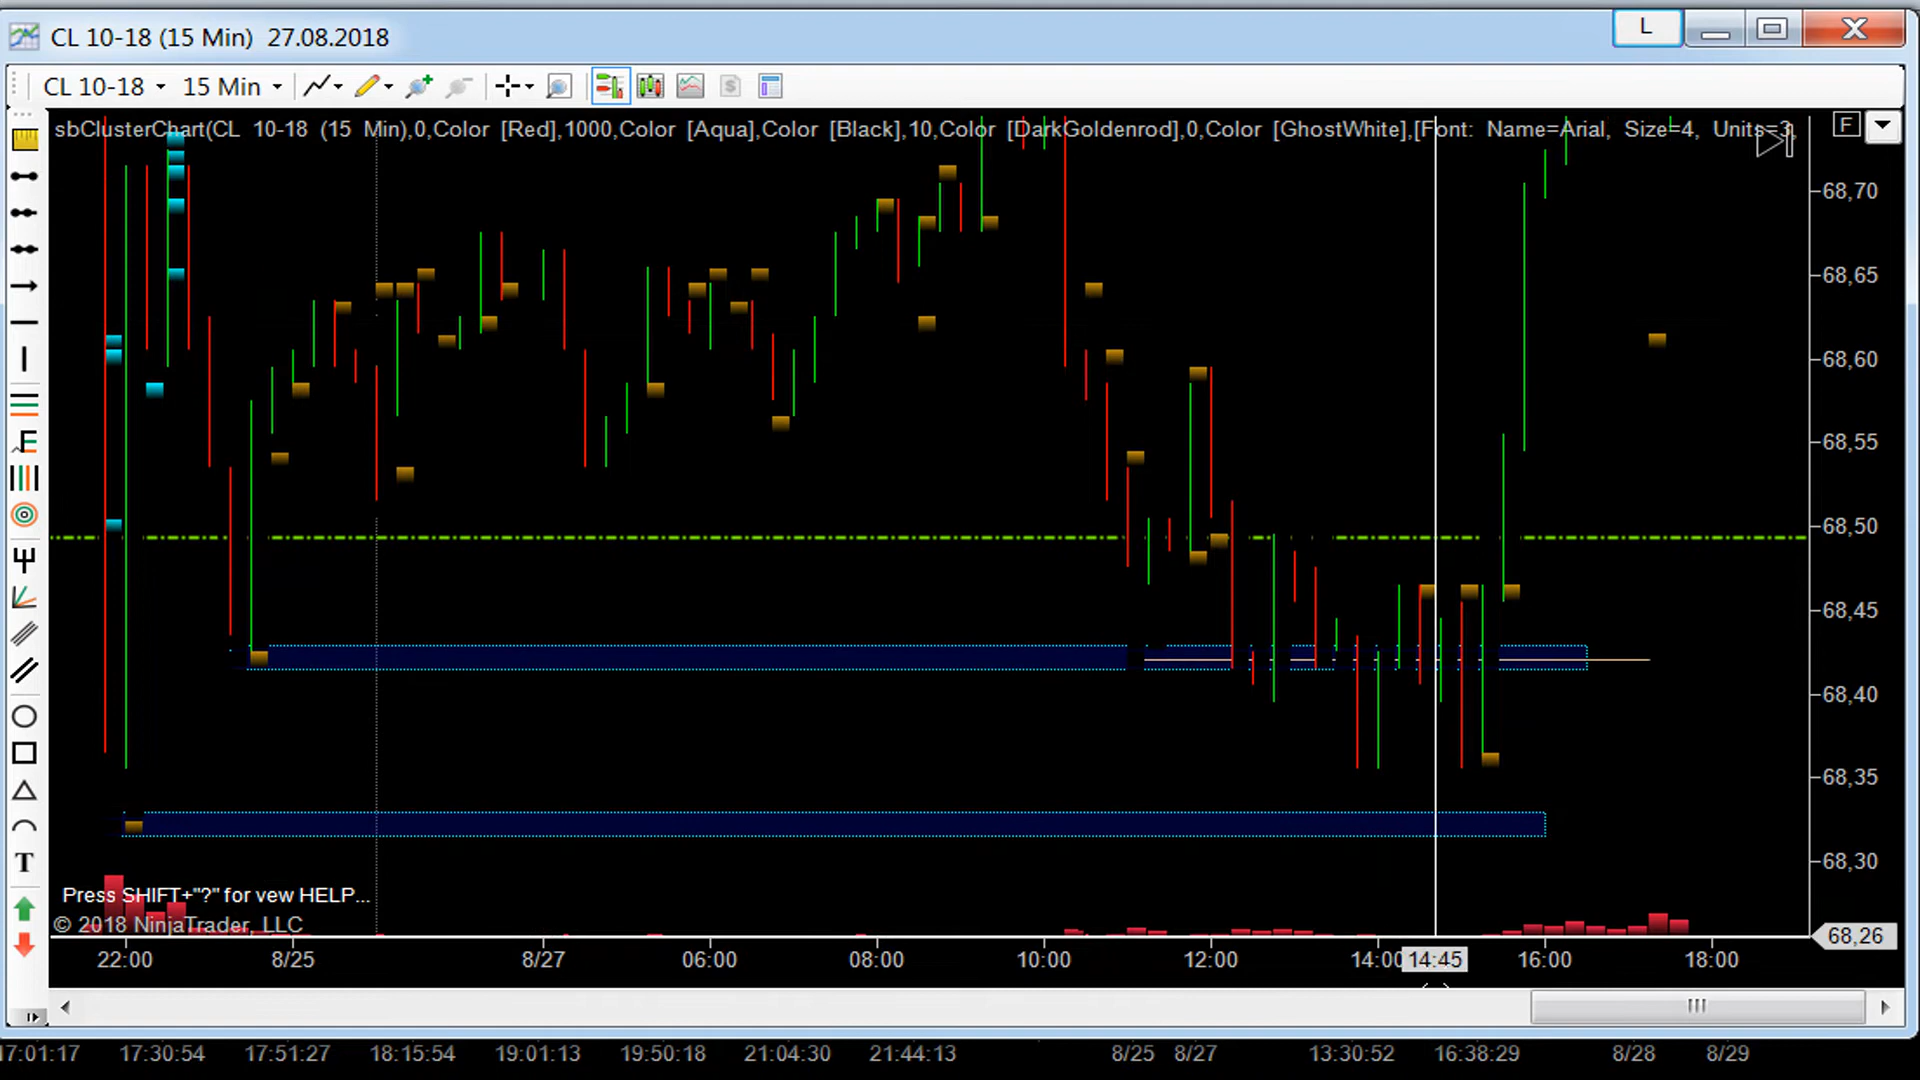 CL 10-18 (15 Min) 27.08.2018
L
CL 10-18 15 Min
sbClusterChart(CL 10-18 (15 Min),0,Color [Red],1000,Color [Aqua],Color [Black],10,Color [DarkGoldenrod],0,Color [GhostWhite],[Font: Name=Arial, Size=4, Units=3,
F
68,70
68,65
68,60
68,55
68,50
68,45
68,40
68,35
68,30
68,26
E
T
Press SHIFT+"?" for vew HELP...
© 2018 NinjaTrader, LLC
22:00 8/25 8/27 06:00 08:00 10:00 12:00 14:00 14:45 16:00 18:00
17:01:17 17:30:54 17:51:27 18:15:54 19:01:13 19:50:18 21:04:30 21:44:13 8/25 8/27 13:30:52 16:38:29 8/28 8/29